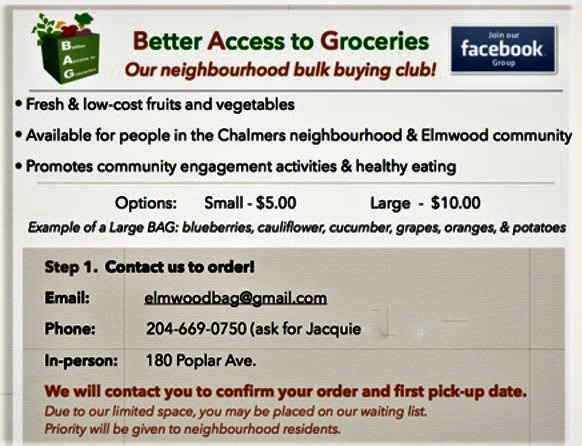 Better
Access to
Groceries
Better Access to Groceries
Our neighbourhood bulk buying club!
Join our
facebook
Group
• Fresh & low-cost fruits and vegetables
• Available for people in the Chalmers neighbourhood & Elmwood community
• Promotes community engagement activities & healthy eating
Options: Small - $5.00 Large - $10.00
Example of a Large BAG: blueberries, cauliflower, cucumber, grapes, oranges, & potatoes
Step 1. Contact us to order!
Email: elmwoodbag@gmail.com
Phone: 204-669-0750 (ask for Jacquie
In-person: 180 Poplar Ave.
We will contact you to confirm your order and first pick-up date.
Due to our limited space, you may be placed on our waiting list.
Priority will be given to neighbourhood residents.